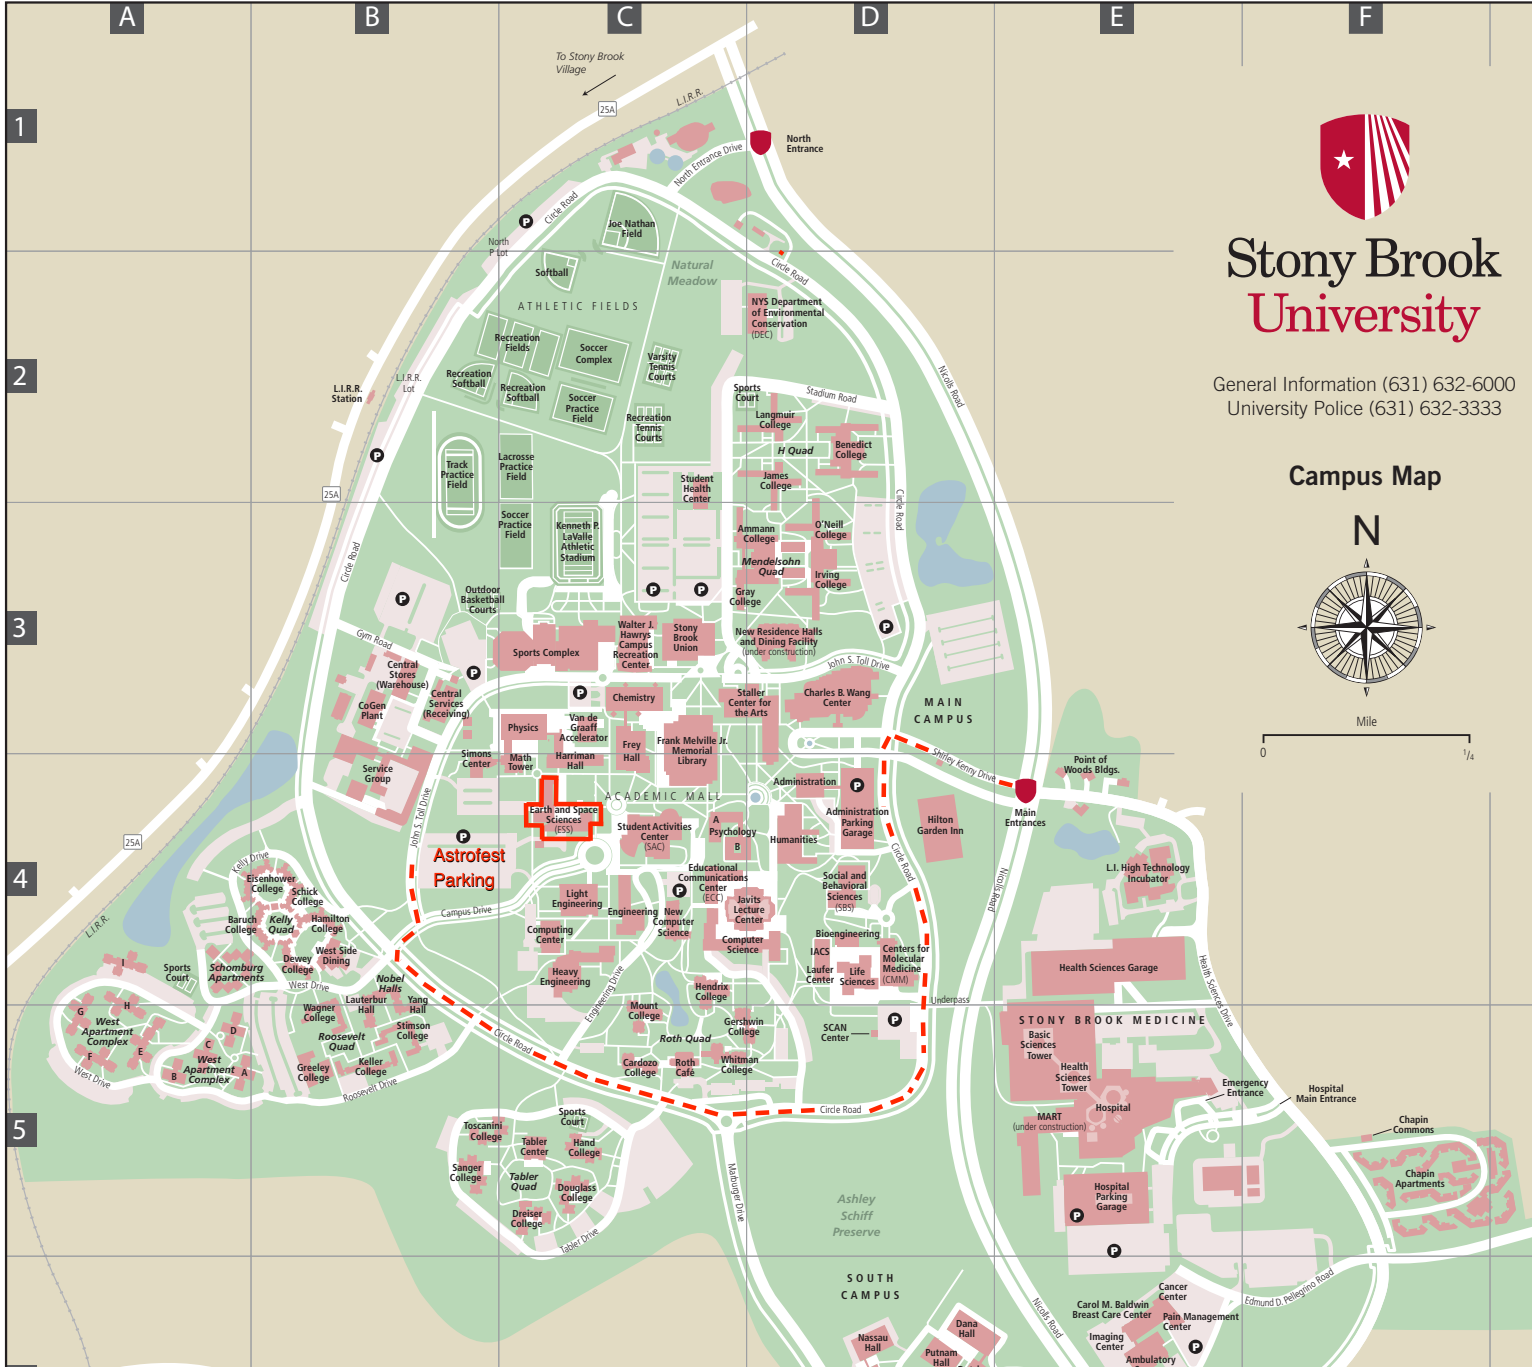 A
B
C
D
E
F
1
2
3
4
5
To Stony Brook
Village
25A
L.I.R.R.
North Entrance Drive
North
Entrance
Circle Road
North
P Lot
P
Joe Nathan
Field
Softball
Natural
Meadow
Circle Road
ATHLETIC FIELDS
NYS Department
of Environmental
Conservation
(DEC)
Recreation
Fields
Soccer
Complex
Varsity
Tennis
Courts
Recreation
Softball
Recreation
Softball
Soccer
Practice
Field
Recreation
Tennis
Courts
L.I.R.R.
Station
L.I.R.R.
Lot
P
25A
Sports
Court
Stadium Road
Nicolls Road
Langmuir
College
H Quad
Benedict
College
James
College
Track
Practice
Field
Lacrosse
Practice
Field
Student
Health
Center
Circle Road
Soccer
Practice
Field
Kenneth P.
LaValle
Athletic
Stadium
Ammann
College
O'Neill
College
Mendelsohn
Quad
Irving
College
Gray
College
Circle Road
P
P
P
P
Outdoor
Basketball
Courts
Gym Road
Sports Complex
Walter J.
Hawrys
Campus
Recreation
Center
Stony
Brook
Union
New Residence Halls
and Dining Facility
(under construction)
John S. Toll Drive
Central
Stores
(Warehouse)
P
P
Central
Services
(Receiving)
CoGen
Plant
Chemistry
Staller
Center for
the Arts
Charles B. Wang
Center
MAIN
CAMPUS
Physics
Van de
Graaff
Accelerator
Frey
Hall
Frank Melville Jr.
Memorial
Library
Simons
Center
Math
Tower
Harriman
Hall
Service
Group
Shirley Kenny Drive
Point of
Woods Bldgs.
Main
Entrances
Administration
P
Administration
Parking
Garage
Hilton
Garden Inn
ACADEMIC MALL
Earth and Space
Sciences
(ESS)
John S. Toll Drive
P
Student Activities
Center
(SAC)
A
Psychology
B
Humanities
Astrofest
Parking
Circle Road
Nicolls Road
L.I. High Technology
Incubator
25A
Kelly Drive
Eisenhower
College
Schick
College
Baruch
College
Kelly
Quad
Hamilton
College
Dewey
College
West Side
Dining
Campus Drive
Light
Engineering
Engineering
Educational
Communications
Center
(ECC)
P
New
Computer
Science
Javits
Lecture
Center
Social and
Behavioral
Sciences
(SBS)
Computing
Center
Computer
Science
Bioengineering
IACS
Laufer
Center
Life
Sciences
Centers for
Molecular
Medicine
(CMM)
Heavy
Engineering
L.I.R.R.
I
Sports
Court
Schomburg
Apartments
West Drive
Nobel
Halls
Health Sciences Garage
Health Sciences Drive
G
H
West
Apartment
Complex
F
E
D
C
West
Apartment
Complex
B
A
West Drive
Wagner
College
Lauterbur
Hall
Yang
Hall
Stimson
College
Roosevelt
Quad
Greeley
College
Keller
College
Roosevelt Drive
Circle Road
Engineering Drive
Hendrix
College
Mount
College
Gershwin
College
Roth Quad
Cardozo
College
Roth
Café
Whitman
College
Underpass
P
SCAN
Center
Circle Road
STONY BROOK MEDICINE
Basic
Sciences
Tower
Health
Sciences
Tower
Hospital
MART
(under construction)
Emergency
Entrance
Hospital
Main Entrance
Chapin
Commons
Chapin
Apartments
Hospital
Parking
Garage
P
P
Toscanini
College
Sports
Court
Tabler
Center
Hand
College
Sanger
College
Tabler
Quad
Douglass
College
Dreiser
College
Tabler Drive
Marburger Drive
Ashley
Schiff
Preserve
SOUTH
CAMPUS
Nicolls Road
Edmund D. Pellegrino Road
Cancer
Center
Carol M. Baldwin
Breast Care Center
Pain Management
Center
Imaging
Center
P
Ambulatory
Nassau
Hall
Dana
Hall
Putnam
Hall
Stony Brook
University
General Information (631) 632-6000
University Police (631) 632-3333
Campus Map
N
Mile
0
1/4